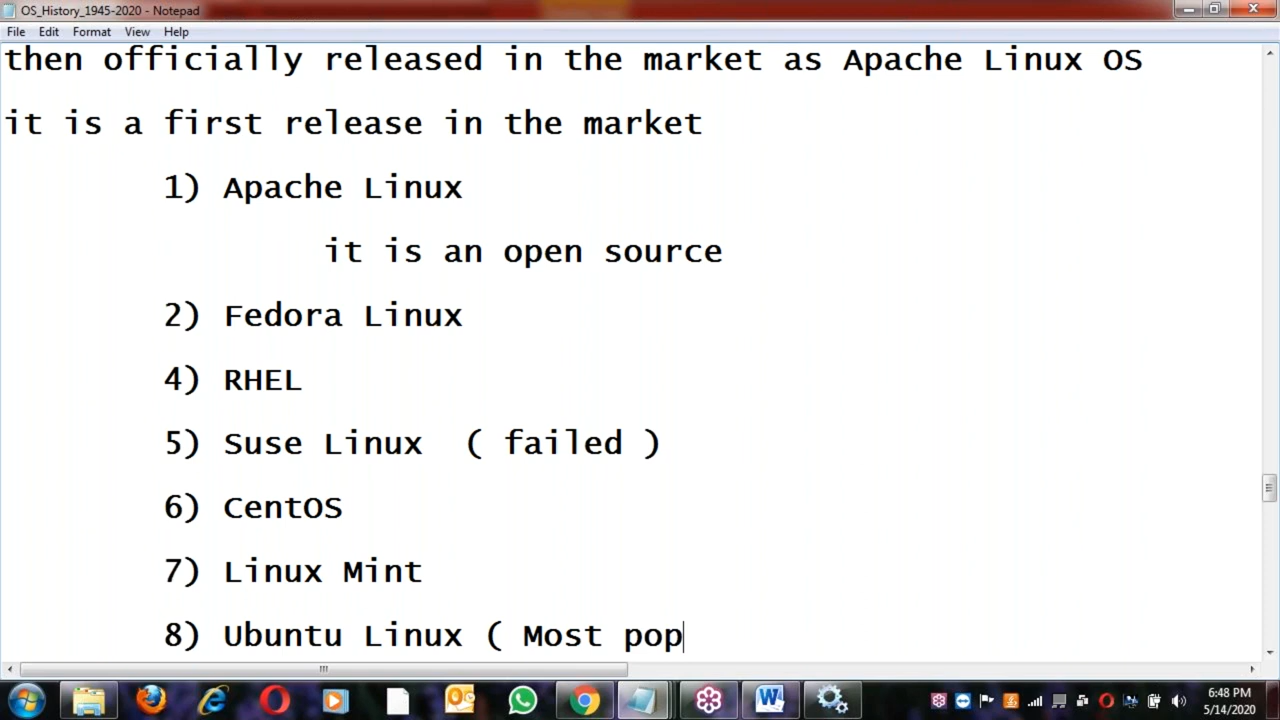 OS_History_1945-2020 - Notepad
File Edit Format View Help
then officially released in the market as Apache Linux OS
it is a first release in the market
1) Apache Linux
it is an open source
2) Fedora Linux
4) RHEL
5) Suse Linux ( failed )
6) CentOS
7) Linux Mint
8) Ubuntu Linux ( Most pop
6:48 PM
5/14/2020